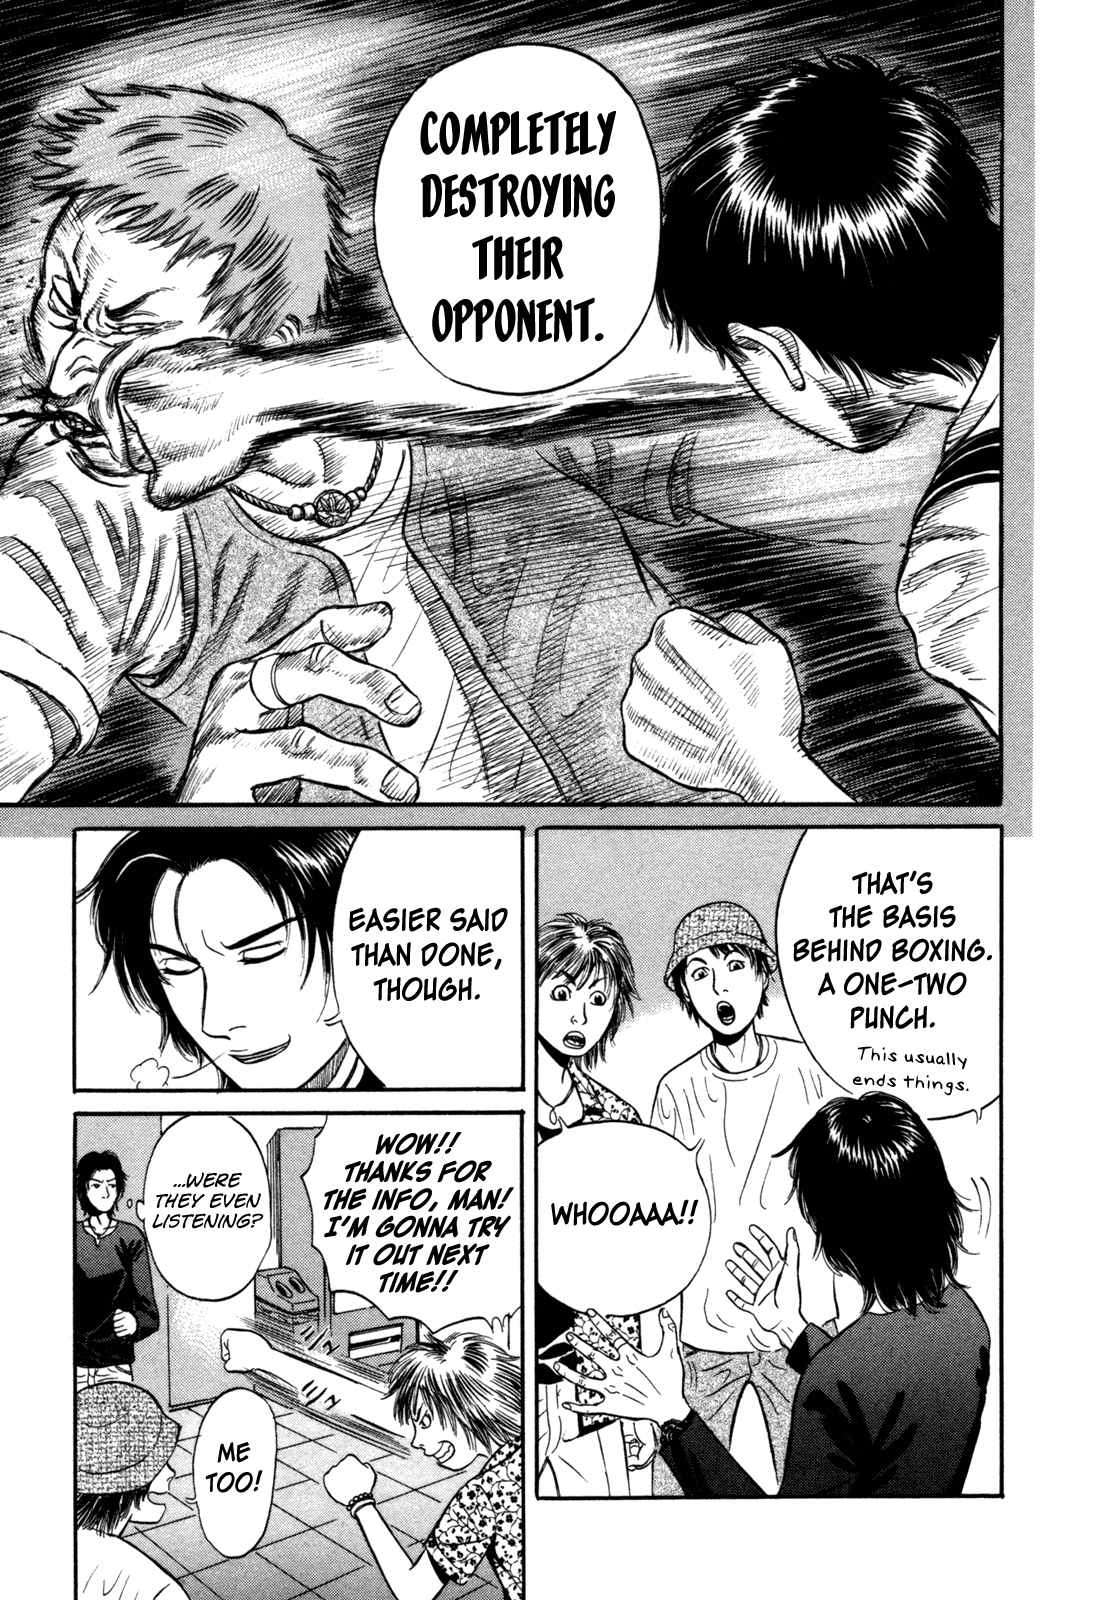 COMPLETELY
DESTROYING
THEIR
OPPONENT.
THAT'S
THE BASIS
BEHIND BOXING.
A ONE-TWO
PUNCH.
This usually
ends things.
WHOOAAA!!
EASIER SAID
THAN DONE,
THOUGH.
WOW!!
THANKS FOR
THE INFO, MAN!
I'M GONNA TRY
IT OUT NEXT
TIME!!
...WERE
THEY EVEN
LISTENING?
ME
TOO!